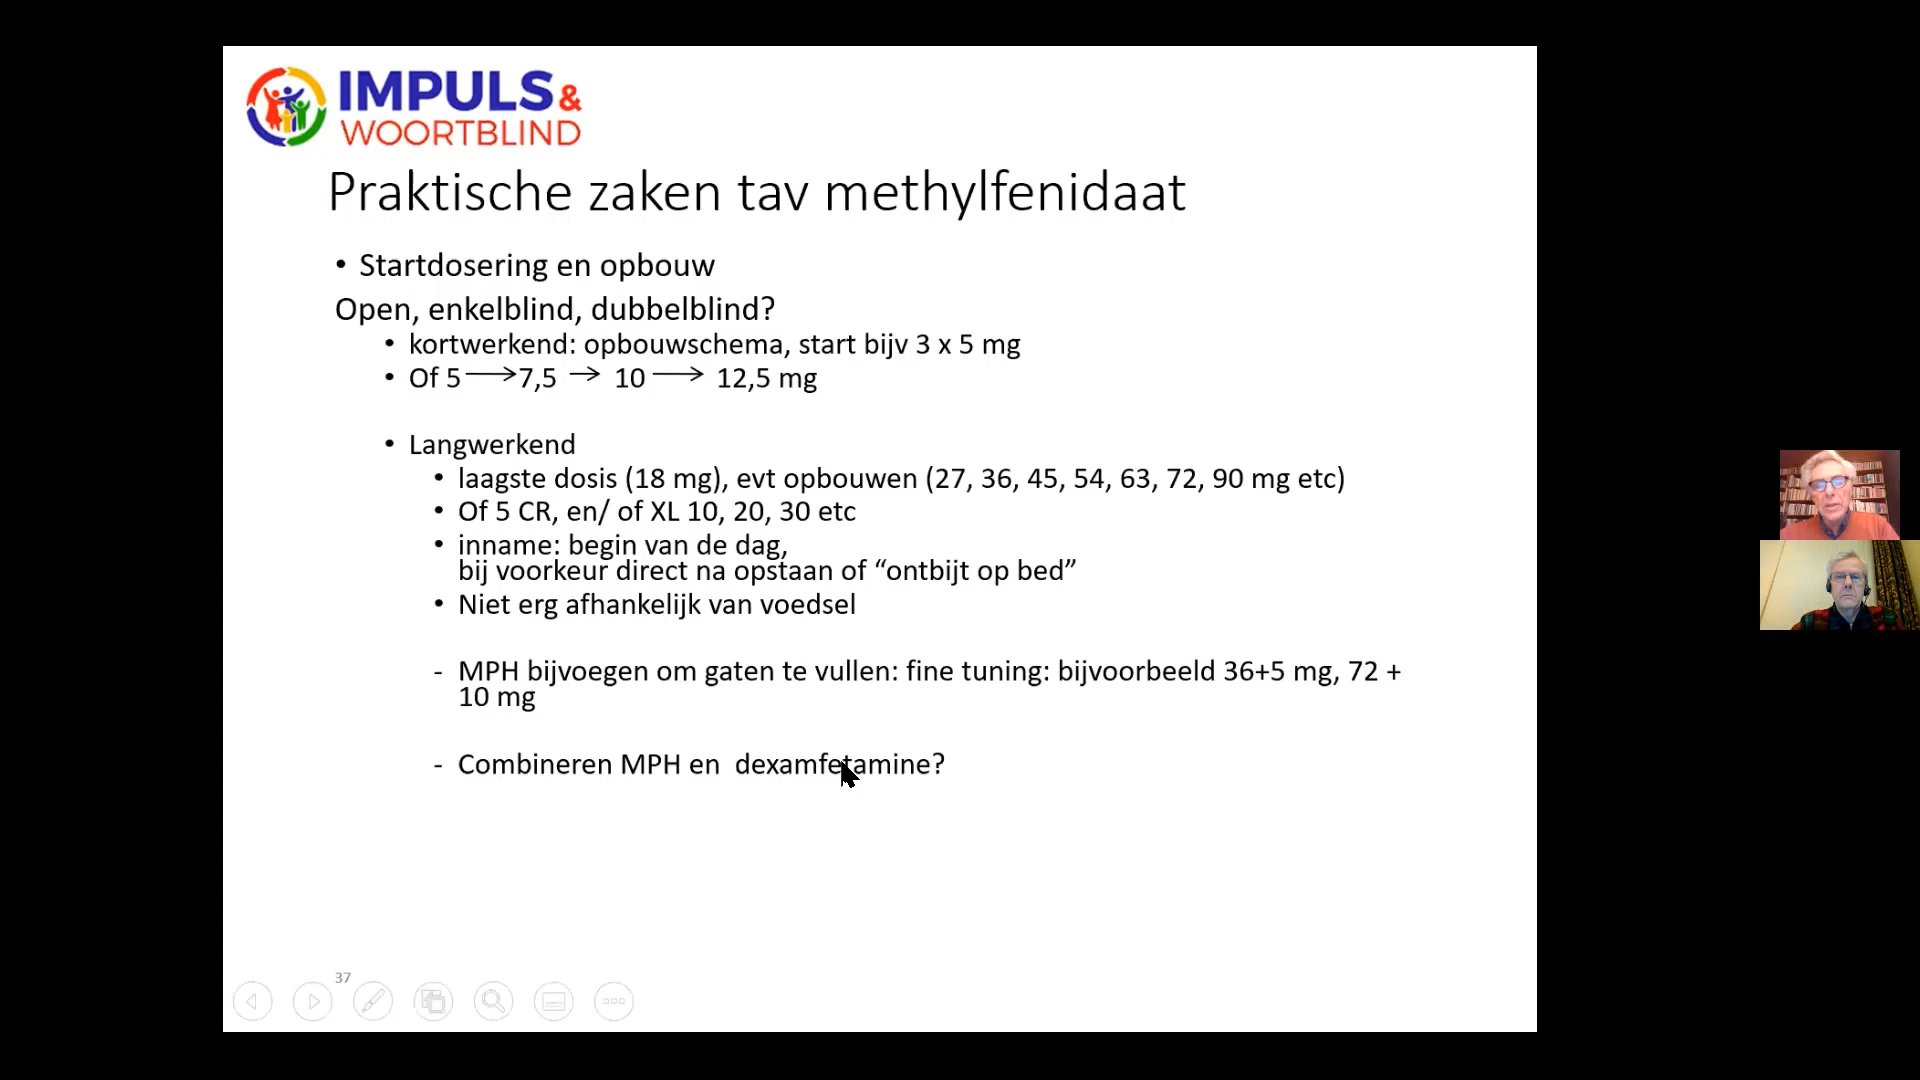 IMPULS &
WOORTBLIND
Praktische zaken tav methylfenidaat
• Startdosering en opbouw
Open, enkelblind, dubbelblind?
• kortwerkend: opbouwschema, start bijv 3 x 5 mg
• Of 5 → 7,5 → 10 → 12,5 mg
• Langwerkend
• laagste dosis (18 mg), evt opbouwen (27, 36, 45, 54, 63, 72, 90 mg etc)
• Of 5 CR, en/ of XL 10, 20, 30 etc
• inname: begin van de dag,
bij voorkeur direct na opstaan of “ontbijt op bed”
• Niet erg afhankelijk van voedsel
- MPH bijvoegen om gaten te vullen: fine tuning: bijvoorbeeld 36+5 mg, 72 +
10 mg
- Combineren MPH en dexamfetamine?
37